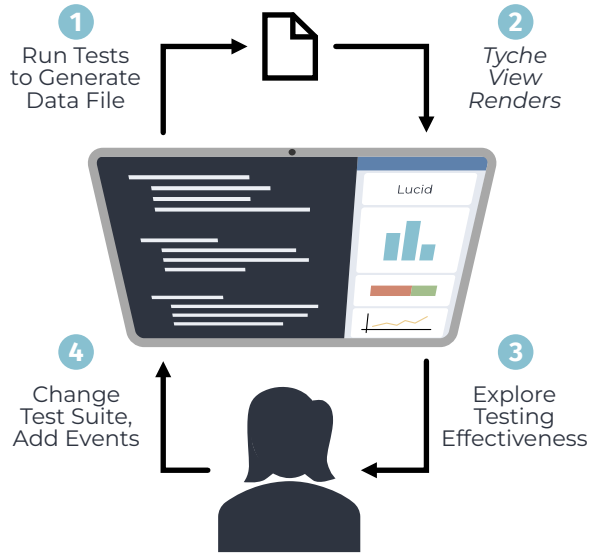 1
Run Tests
to Generate
Data File
2
Tyche
View
Renders
Lucid
4
Change
Test Suite,
Add Events
3
Explore
Testing
Effectiveness